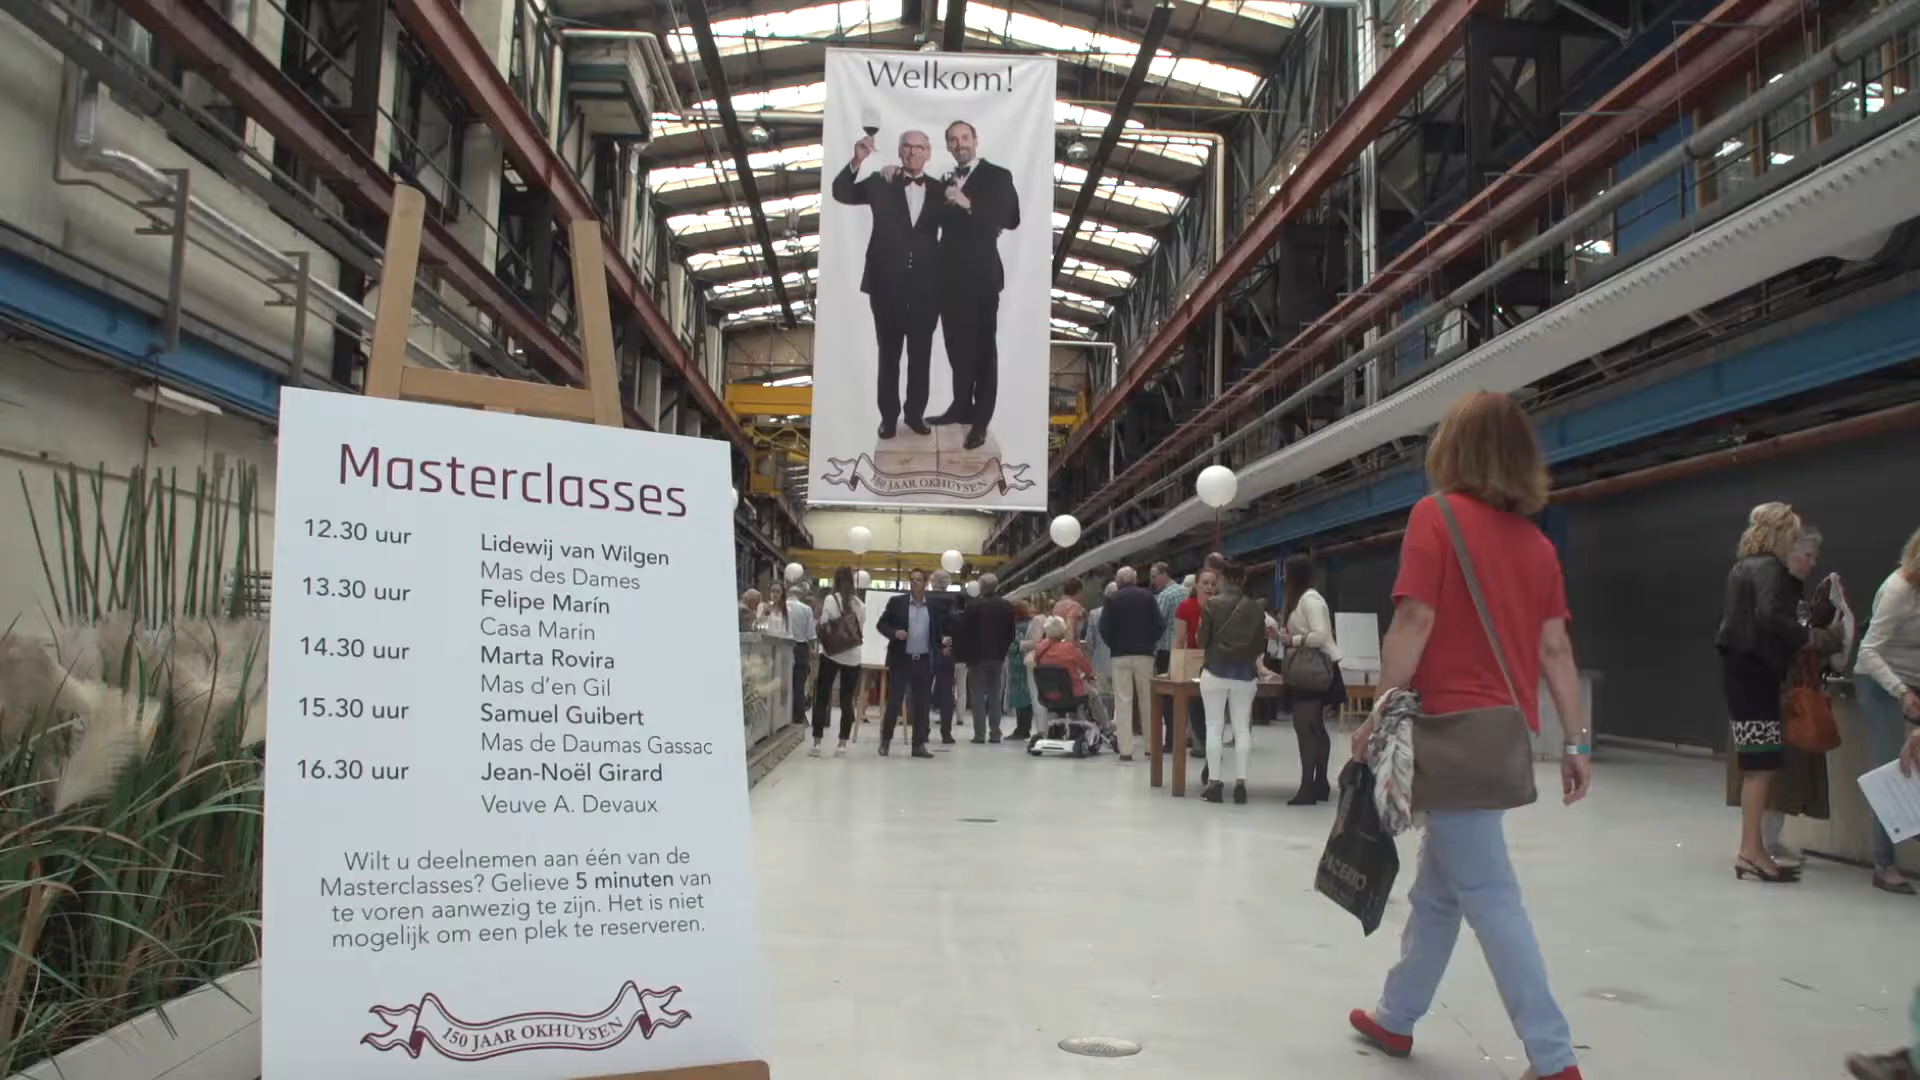 Welkom!
150 JAAR OKHUYSEN
Masterclasses
12.30 uur Lidewij van Wilgen
Mas des Dames
13.30 uur Felipe Marín
Casa Marín
14.30 uur Marta Rovira
Mas d'en Gil
15.30 uur Samuel Guibert
Mas de Daumas Gassac
16.30 uur Jean-Noël Girard
Veuve A. Devaux
Wilt u deelnemen aan één van de
Masterclasses? Gelieve 5 minuten van
te voren aanwezig te zijn. Het is niet
mogelijk om een plek te reserveren.
150 JAAR OKHUYSEN